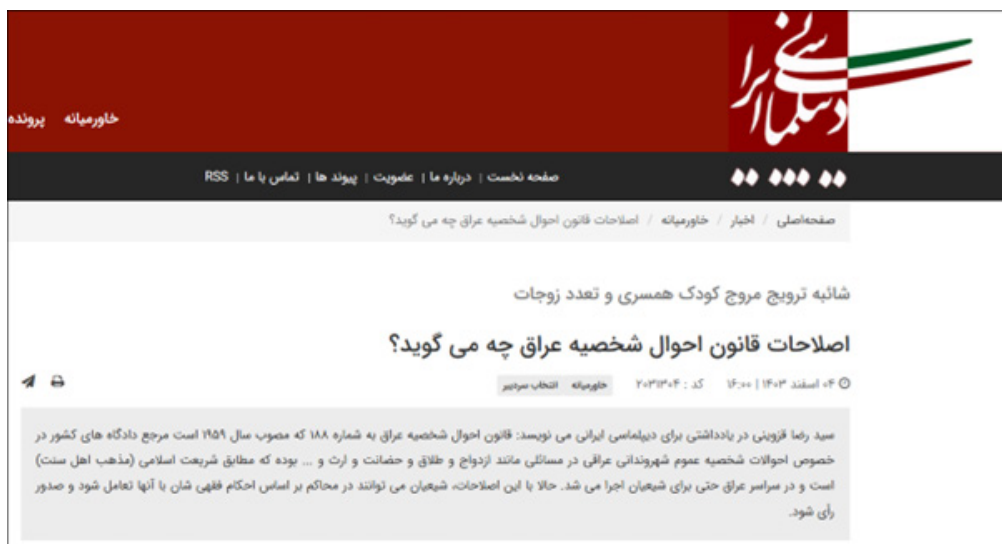 دیپلماسی ایرانی
خاورمیانه پرونده
صفحه نخست | درباره ما | عضویت | پیوند ها | تماس با ما | RSS
صفحه‌اصلی / اخبار / خاورمیانه / اصلاحات قانون احوال شخصیه عراق چه می گوید؟
شائبه ترویج مروج کودک همسری و تعدد زوجات
اصلاحات قانون احوال شخصیه عراق چه می گوید؟
۰۴ اسفند ۱۴۰۳ | ۱۶:۰۰ کد : ۲۰۳۱۳۰۴ خاورمیانه انتخاب سردبیر
سید رضا قزوینی در یادداشتی برای دیپلماسی ایرانی می نویسد: قانون احوال شخصیه عراق به شماره ۱۸۸ که مصوب سال ۱۹۵۹ است مرجع دادگاه های کشور در
خصوص احوالات شخصیه عموم شهروندانی عراقی در مسائلی مانند ازدواج و طلاق و حضانت و ارث و ... بوده که مطابق شریعت اسلامی (مذهب اهل سنت)
است و در سراسر عراق حتی برای شیعیان اجرا می شد. حالا با این اصلاحات، شیعیان می توانند در محاکم بر اساس احکام فقهی شان با آنها تعامل شود و صدور
رأی شود.